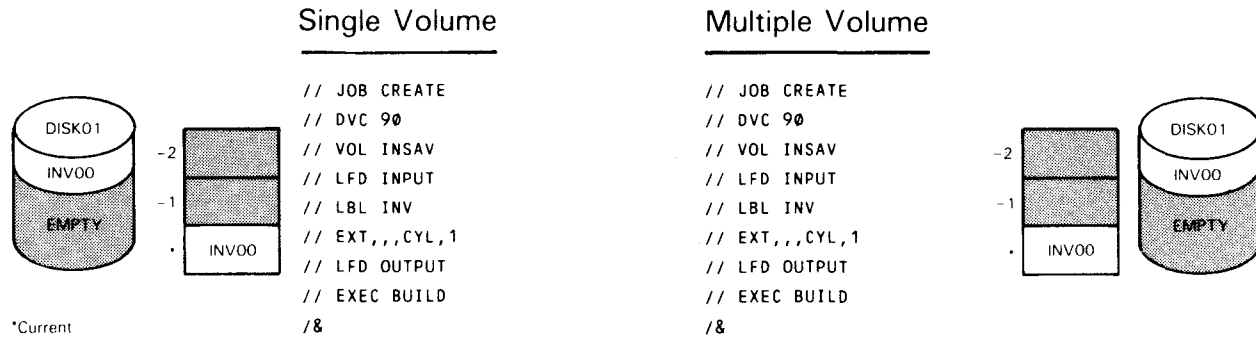 Single Volume
DISK01
INV00
EMPTY
-2
-1
*
INV00
// JOB CREATE
// DVC 90
// VOL INSAV
// LFD INPUT
// LBL INV
// EXT,,,CYL,1
// LFD OUTPUT
// EXEC BUILD
/&
*Current
Multiple Volume
// JOB CREATE
// DVC 90
// VOL INSAV
// LFD INPUT
// LBL INV
// EXT,,,CYL,1
// LFD OUTPUT
// EXEC BUILD
/&
-2
-1
*
INV00
DISK01
INV00
EMPTY